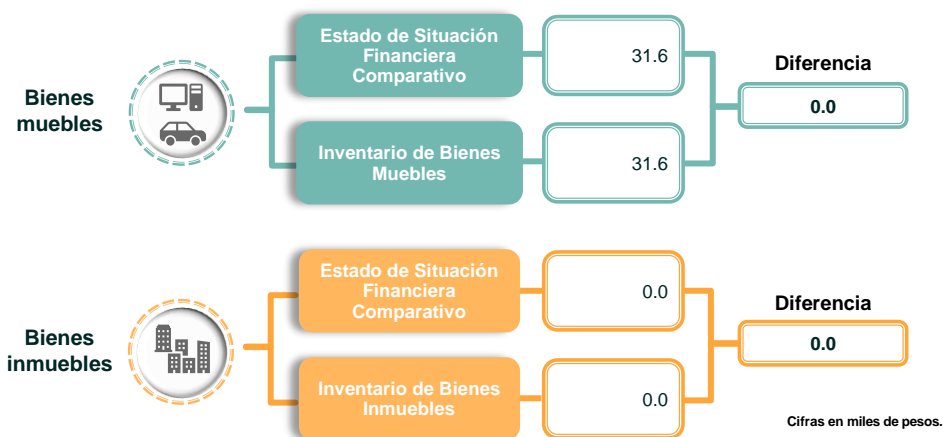 Bienes
muebles
Estado de Situación
Financiera
Comparativo
31.6
Inventario de Bienes
Muebles
31.6
Diferencia
0.0
Bienes
inmuebles
Estado de Situación
Financiera
Comparativo
0.0
Inventario de Bienes
Inmuebles
0.0
Diferencia
0.0
Cifras en miles de pesos.